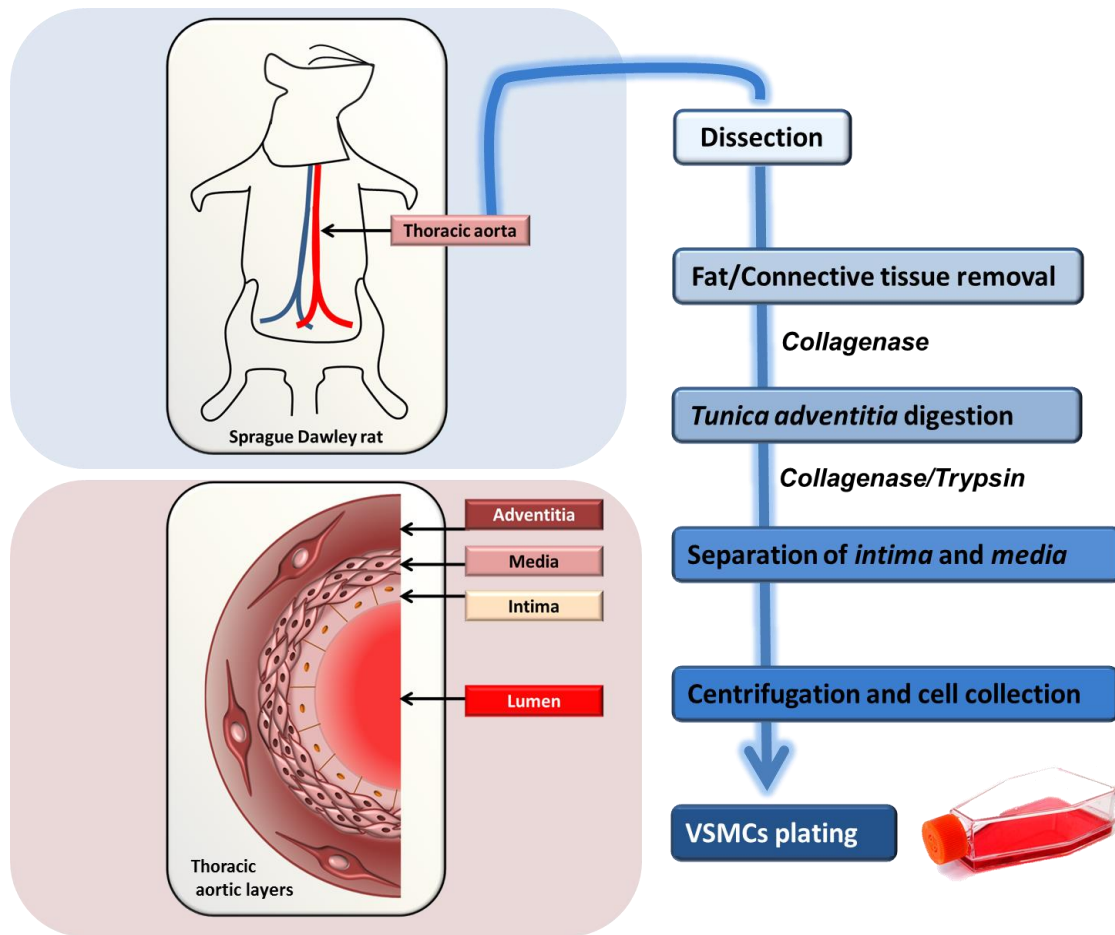 Thoracic aorta
Sprague Dawley rat
Adventitia
Media
Intima
Lumen
Thoracic
aortic layers
Dissection
Fat/Connective tissue removal
Collagenase
Tunica adventitia digestion
Collagenase/Trypsin
Separation of intima and media
Centrifugation and cell collection
VSMCs plating